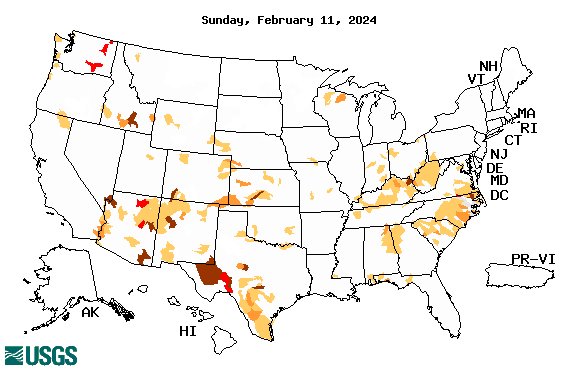 Sunday, February 11, 2024
NH
VT
MA
RI
CT
NJ
DE
MD
DC
PR-VI
AK
HI
USGS